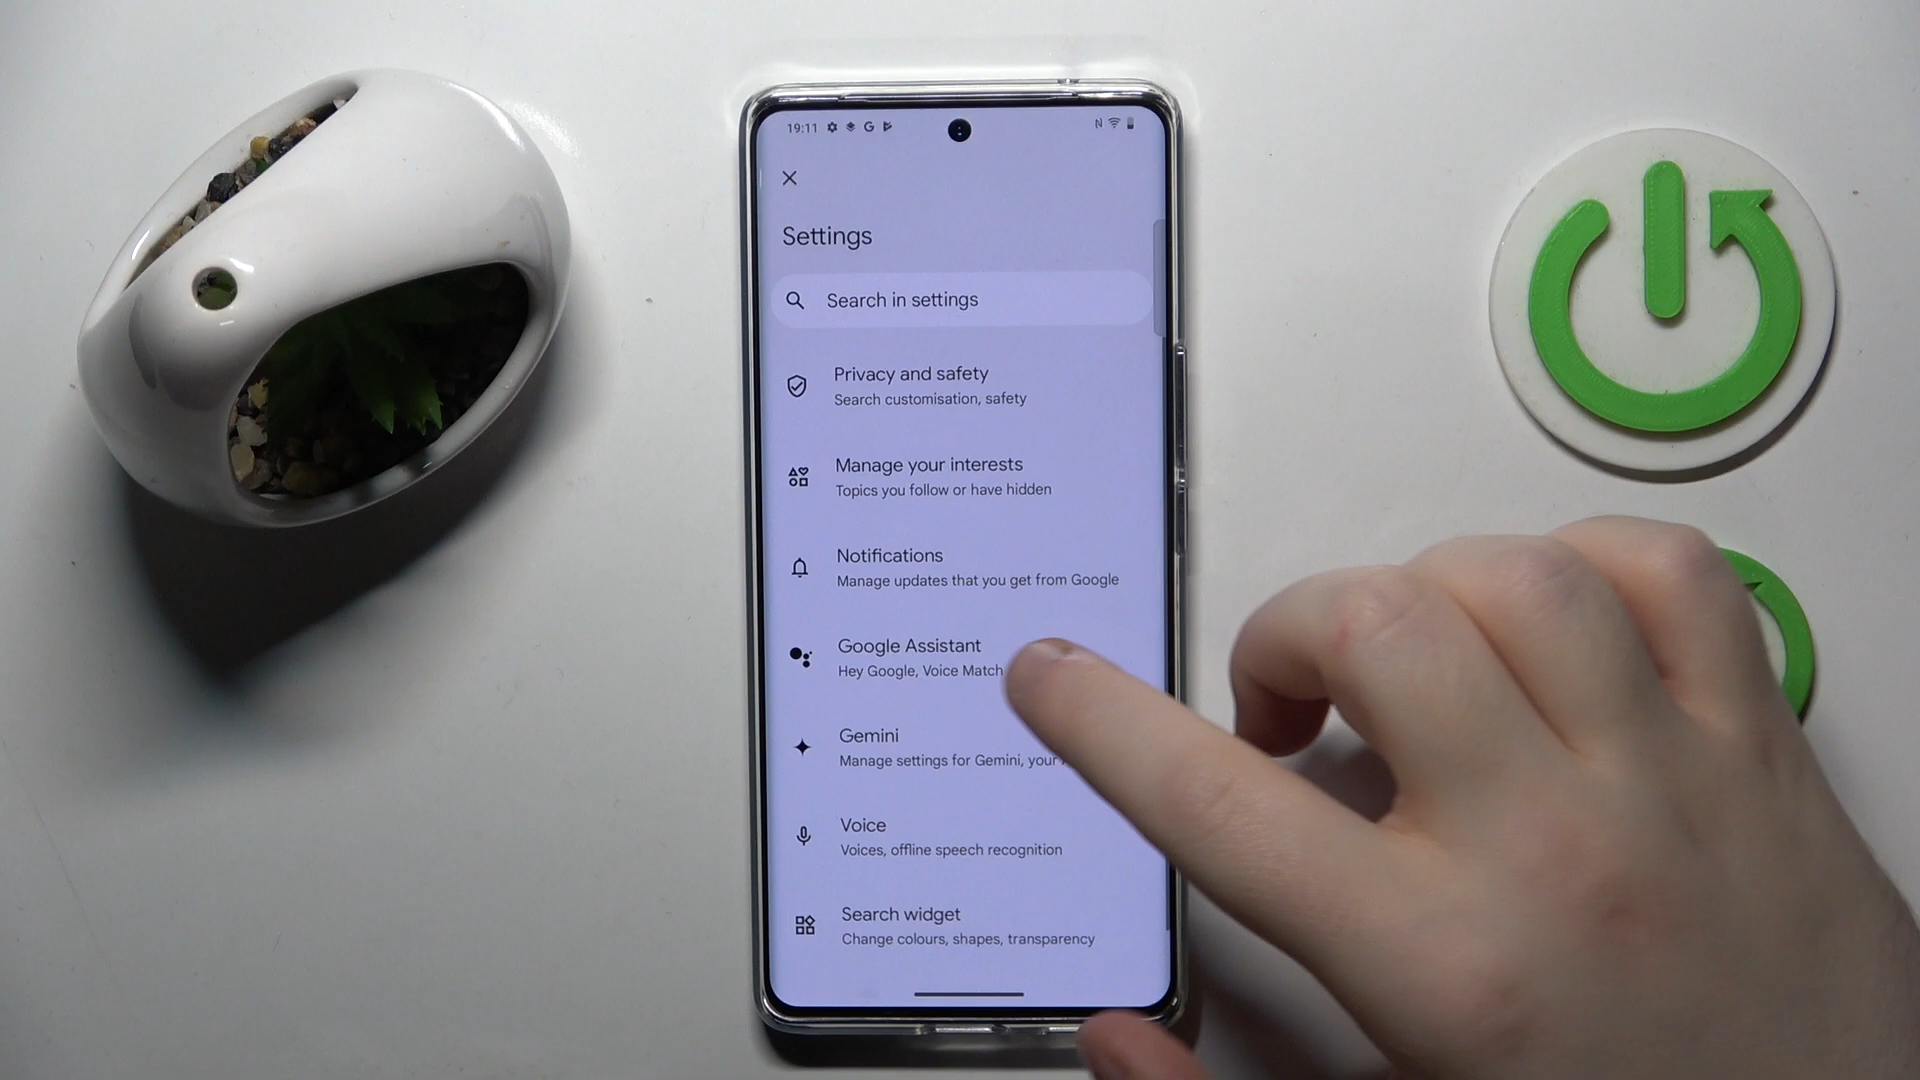 19:11
Settings
Search in settings
Privacy and safety
Search customisation, safety
Manage your interests
Topics you follow or have hidden
Notifications
Manage updates that you get from Google
Google Assistant
Hey Google, Voice Match
Gemini
Manage settings for Gemini, your
Voice
Voices, offline speech recognition
Search widget
Change colours, shapes, transparency